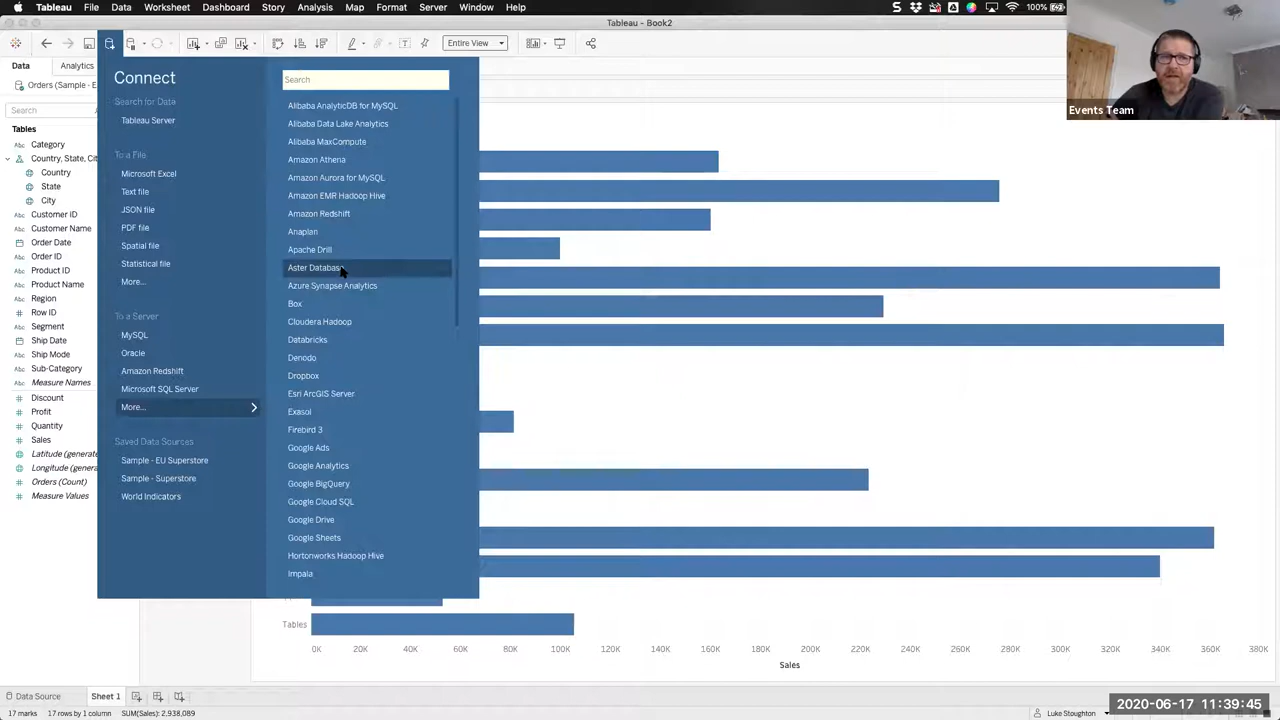 Tableau File Data Worksheet Dashboard Story Analysis Map Format Server Window Help
100%
Tableau - Book2
Entire View
Data Analytics
Orders (Sample - E
Search
Tables
Category
Country, State, Cit
Country
State
City
Customer ID
Customer Name
Order Date
Order ID
Product ID
Product Name
Region
Row ID
Segment
Ship Date
Ship Mode
Sub-Category
Measure Names
Discount
Profit
Quantity
Sales
Latitude (generate
Longitude (genera
Orders (Count)
Measure Values
Connect
Search for Data
Tableau Server
To a File
Microsoft Excel
Text file
JSON file
PDF file
Spatial file
Statistical file
More...
To a Server
MySQL
Oracle
Amazon Redshift
Microsoft SQL Server
More...
Saved Data Sources
Sample - EU Superstore
Sample - Superstore
World Indicators
Search
Alibaba AnalyticDB for MySQL
Alibaba Data Lake Analytics
Alibaba MaxCompute
Amazon Athena
Amazon Aurora for MySQL
Amazon EMR Hadoop Hive
Amazon Redshift
Anaplan
Apache Drill
Aster Database
Azure Synapse Analytics
Box
Cloudera Hadoop
Databricks
Denodo
Dropbox
Esri ArcGIS Server
Exasol
Firebird 3
Google Ads
Google Analytics
Google BigQuery
Google Cloud SQL
Google Drive
Google Sheets
Hortonworks Hadoop Hive
Impala
Events Team
Tables
0K 20K 40K 60K 80K 100K 120K 140K 160K 180K 200K 220K 240K 260K 280K 300K 320K 340K 360K 380K
Sales
Data Source Sheet 1
2020-06-17 11:39:45
17 marks 17 rows by 1 column SUM(Sales): 2,938,089
Luke Stoughton